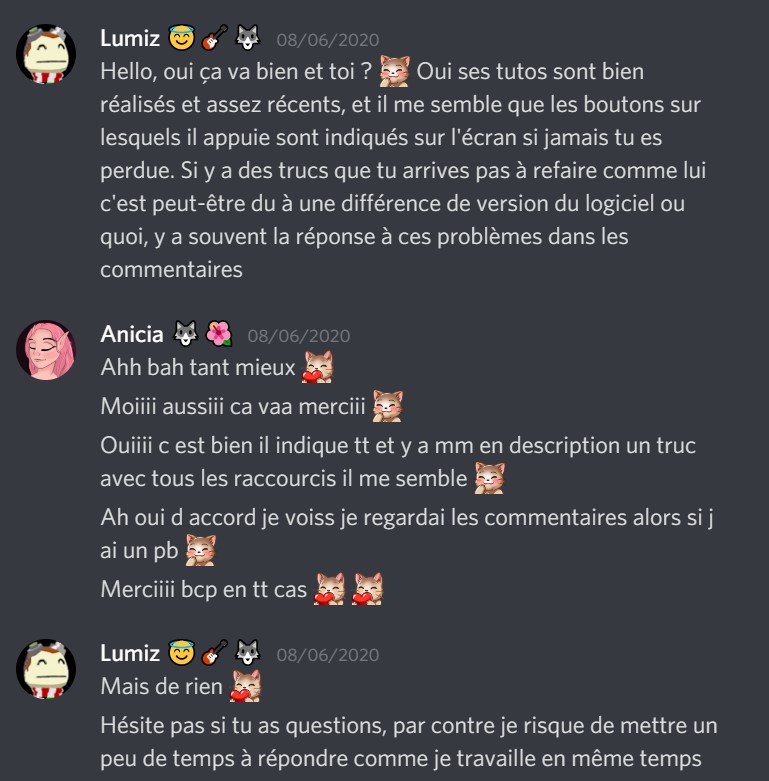 Lumiz 😇 🎸 🐺 08/06/2020
Hello, oui ça va bien et toi ? Oui ses tutos sont bien
réalisés et assez récents, et il me semble que les boutons sur
lesquels il appuie sont indiqués sur l'écran si jamais tu es
perdue. Si y a des trucs que tu arrives pas à refaire comme lui
c'est peut-être du à une différence de version du logiciel ou
quoi, y a souvent la réponse à ces problèmes dans les
commentaires
Anicia 🐺 🌺 08/06/2020
Ahh bah tant mieux
Moiiii aussiii ca vaa merciii
Ouiiii c est bien il indique tt et y a mm en description un truc
avec tous les raccourcis il me semble
Ah oui d accord je voiss je regardai les commentaires alors si j
ai un pb
Merciiii bcp en tt cas
Lumiz 😇 🎸 🐺 08/06/2020
Mais de rien
Hésite pas si tu as questions, par contre je risque de mettre un
peu de temps à répondre comme je travaille en même temps